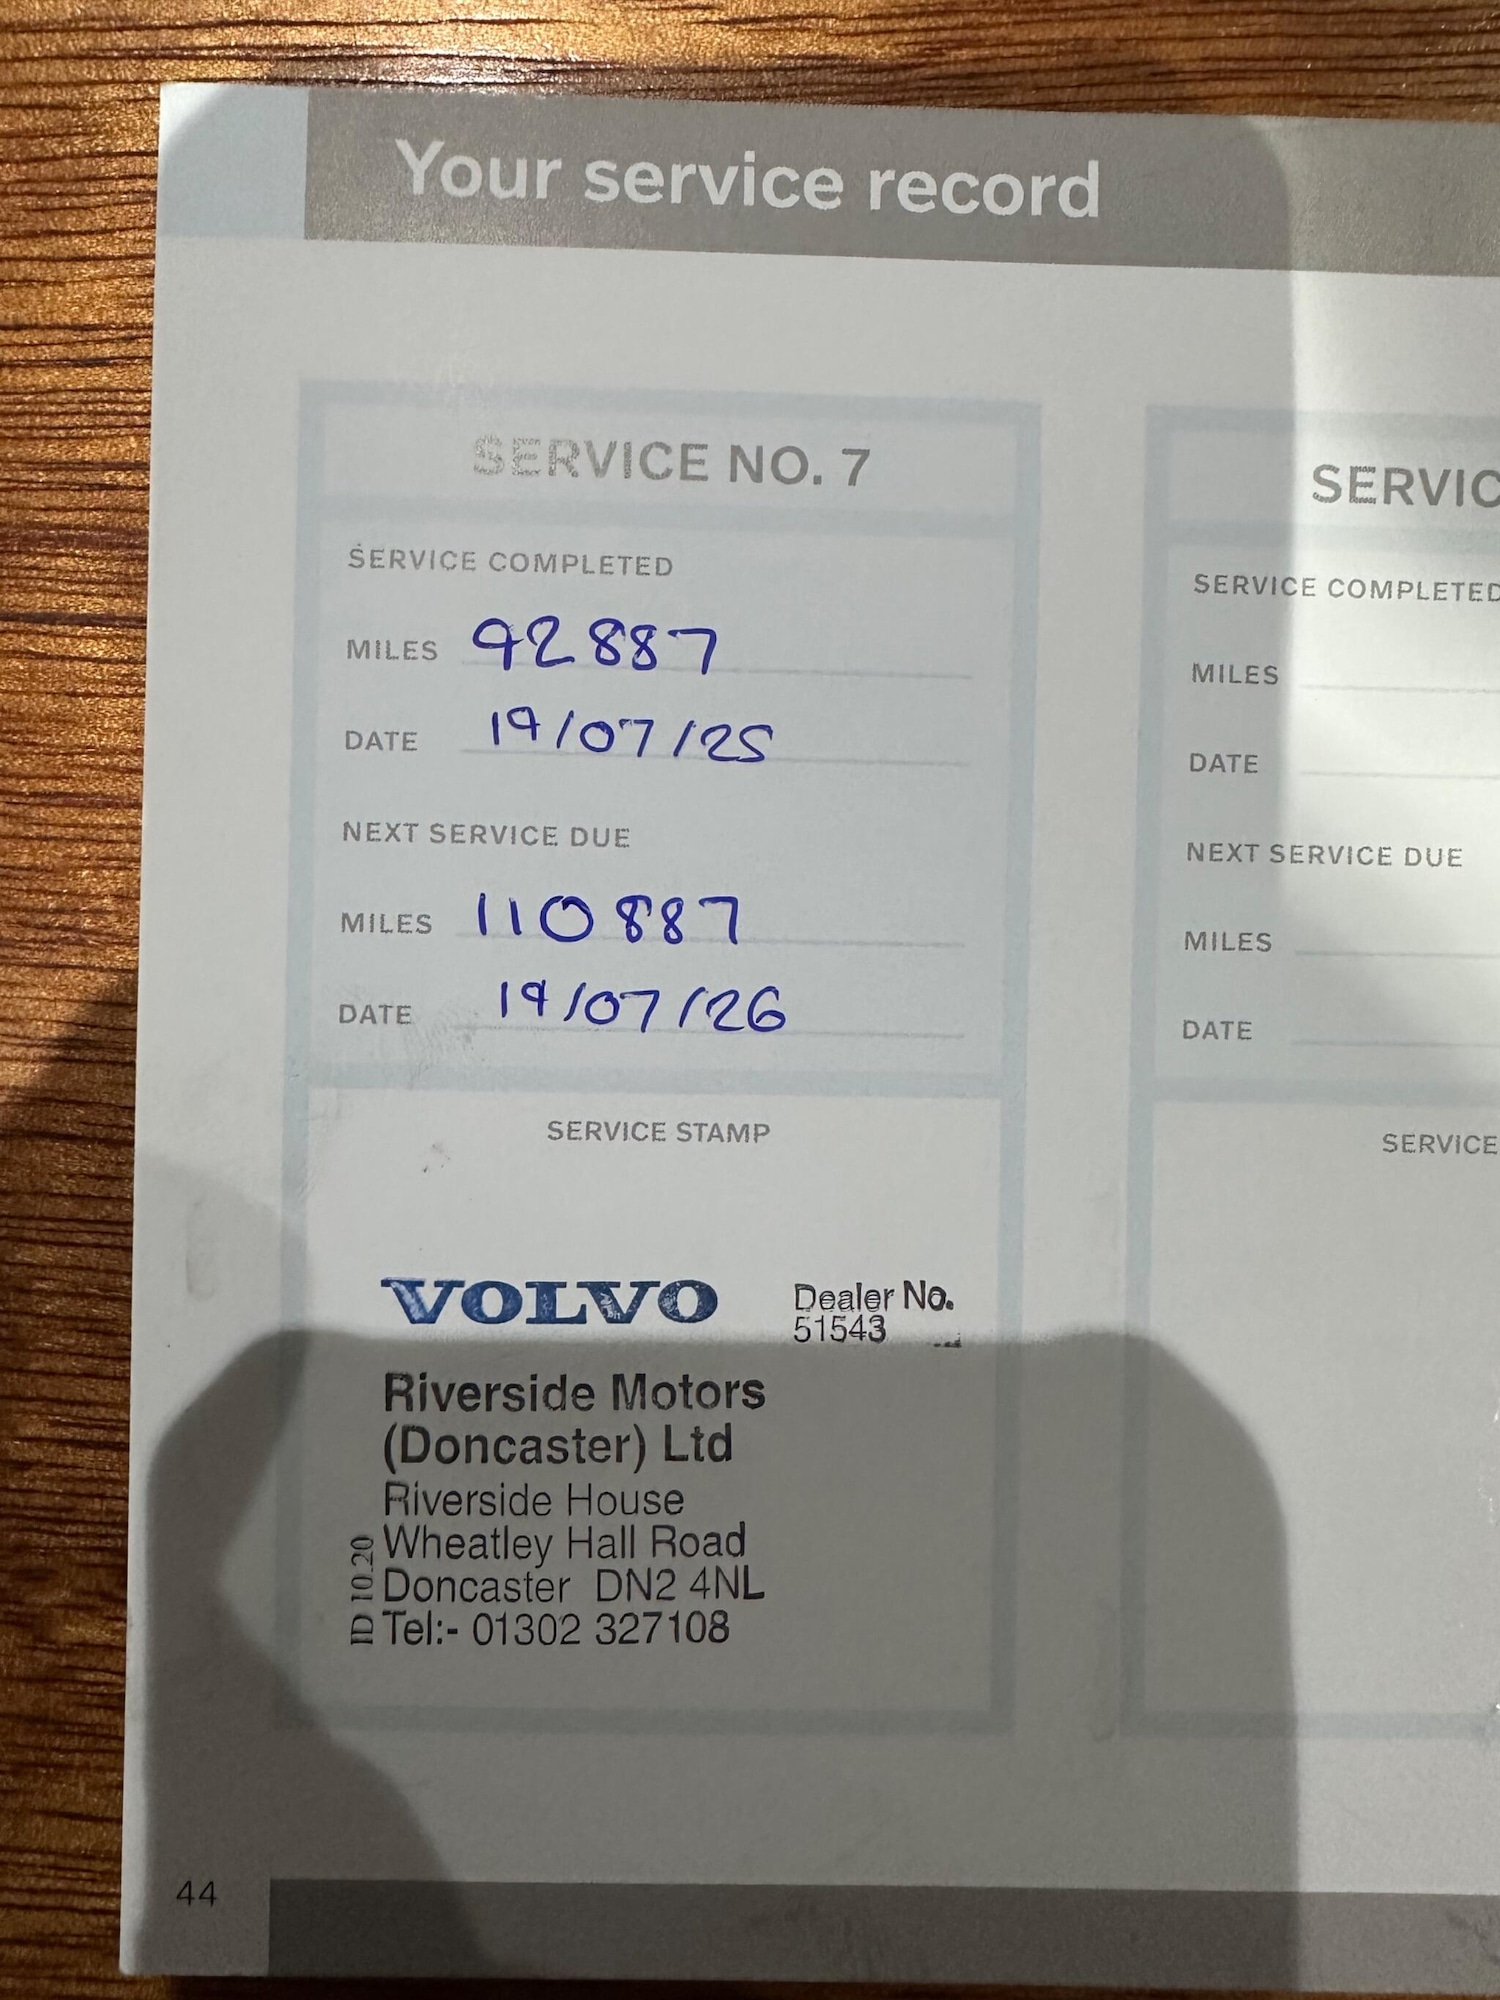 Your service record
SERVICE NO. 7
SERVICE COMPLETED
MILES 92887
DATE 19/07/25
NEXT SERVICE DUE
MILES 110887
DATE 19/07/26
SERVICE STAMP
VOLVO
Dealer No.
51543
Riverside Motors
(Doncaster) Ltd
Riverside House
Wheatley Hall Road
Doncaster DN2 4NL
Tel:- 01302 327108
ID 10.20
SERVIC
SERVICE COMPLETED
MILES
DATE
NEXT SERVICE DUE
MILES
DATE
SERVICE
44